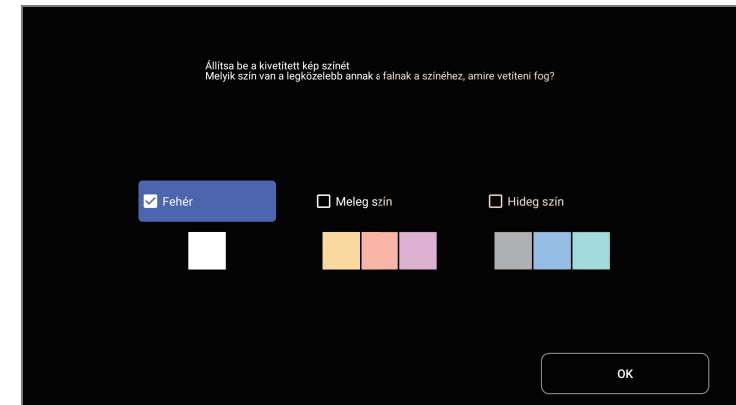 Állítsa be a kivetített kép színét
Melyik szín van a legközelebb annak a falnak a színéhez, amire vetíteni fog?
Fehér
Meleg szín
Hideg szín
OK